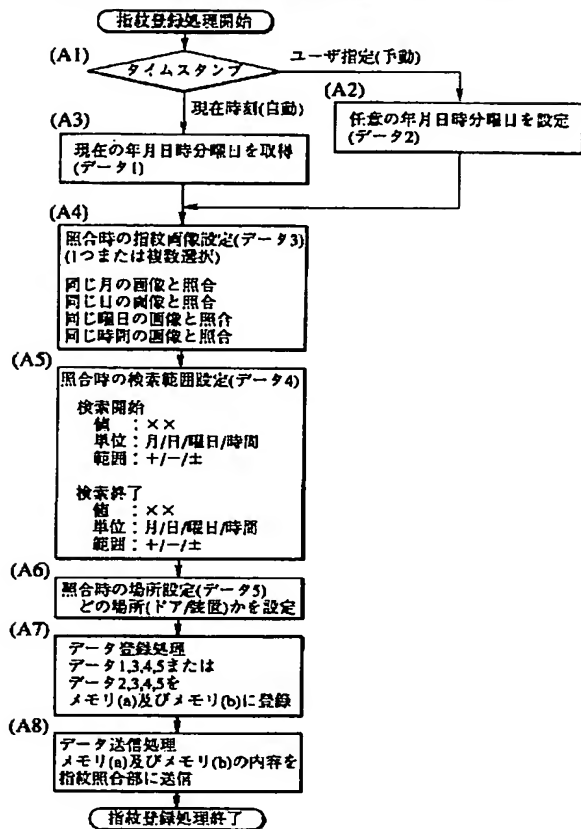 指紋登録処理開始
(A1)
タイムスタンプ
ユーザ指定(手動)
(A2)
現在時刻(自動)
任意の年月日時分曜日を設定
(データ2)
(A3)
現在の年月日時分曜日を取得
(データ1)
(A4)
照合時の指紋画像設定(データ3)
(1つまたは複数選択)
同じ月の画像と照合
同じ日の画像と照合
同じ曜日の画像と照合
同じ時間の画像と照合
(A5)
照合時の検索範囲設定(データ4)
検索開始
値 :××
単位:月/日/曜日/時間
範囲:+/−/±
検索終了
値 :××
単位:月/日/曜日/時間
範囲:+/−/±
(A6)
照合時の場所設定(データ5)
どの場所(ドア/装置)かを設定
(A7)
データ登録処理
データ1,3,4,5または
データ2,3,4,5を
メモリ(a)及びメモリ(b)に登録
(A8)
データ送信処理
メモリ(a)及びメモリ(b)の内容を
指紋照合部に送信
指紋登録処理終了